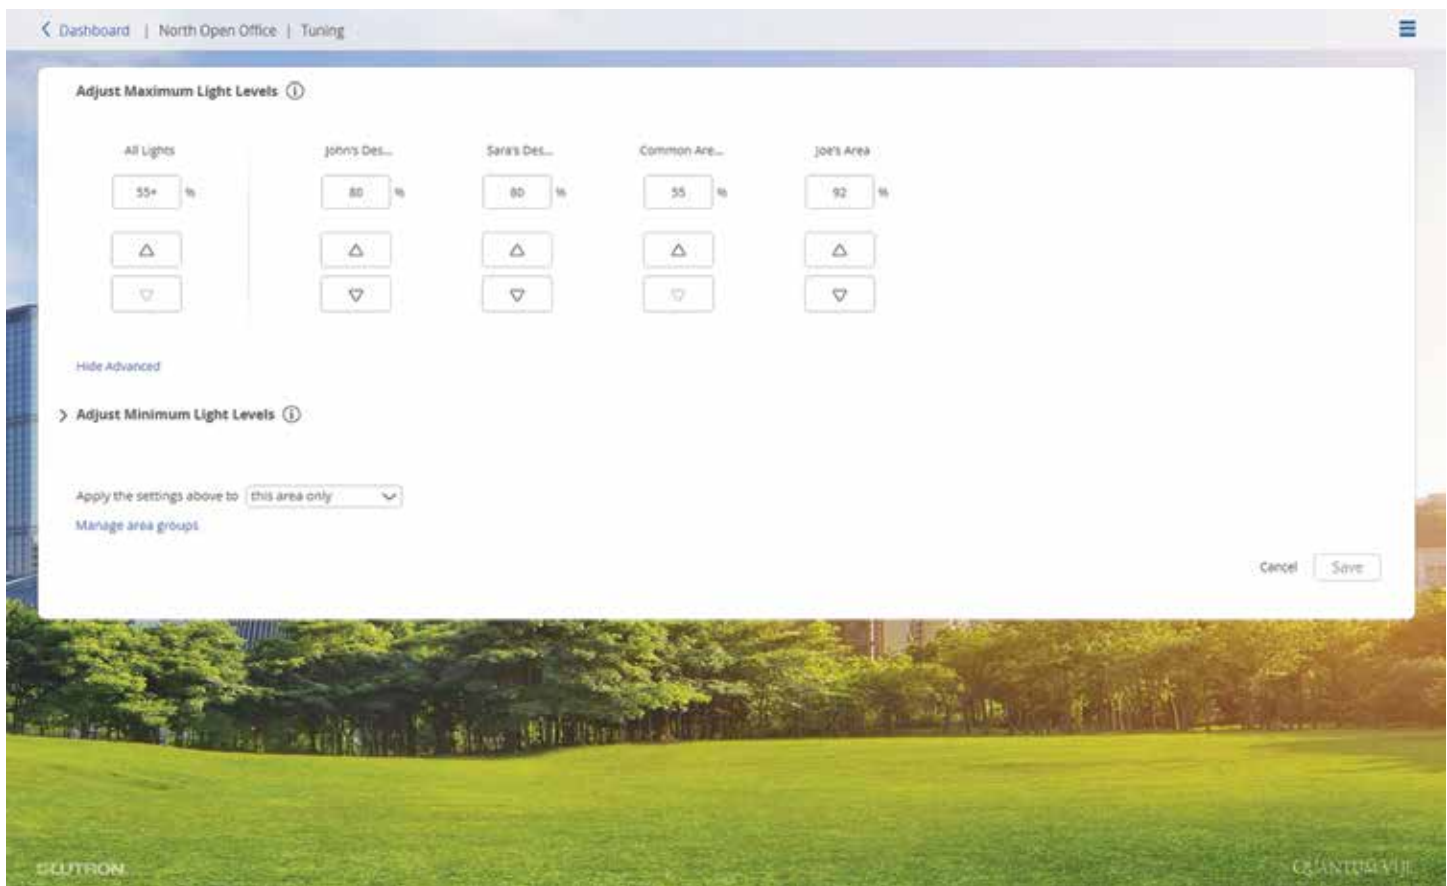 Dashboard | North Open Office | Tuning
Adjust Maximum Light Levels
All Lights John's Des... Sara's Des... Common Are... Joe's Area
55+ % 80 % 80 % 55 % 92 %
Hide Advanced
Adjust Minimum Light Levels
Apply the settings above to this area only
Manage area groups
Cancel Save
LUTRON QUANTUM VUE